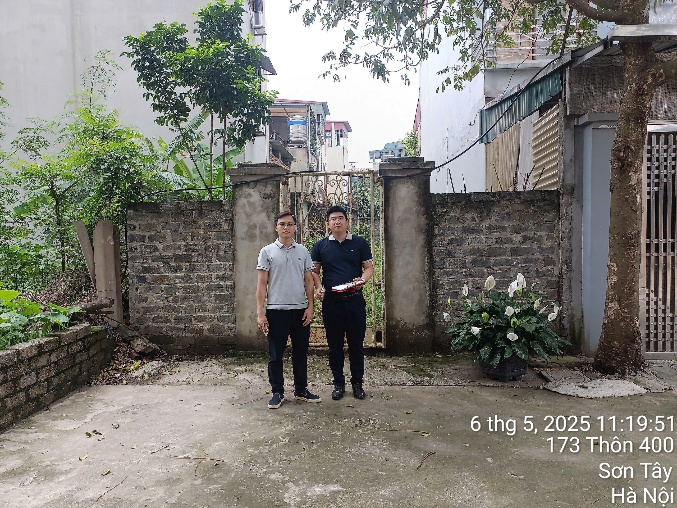 6 thg 5, 2025 11:19:51
173 Thôn 400
Sơn Tây
Hà Nội